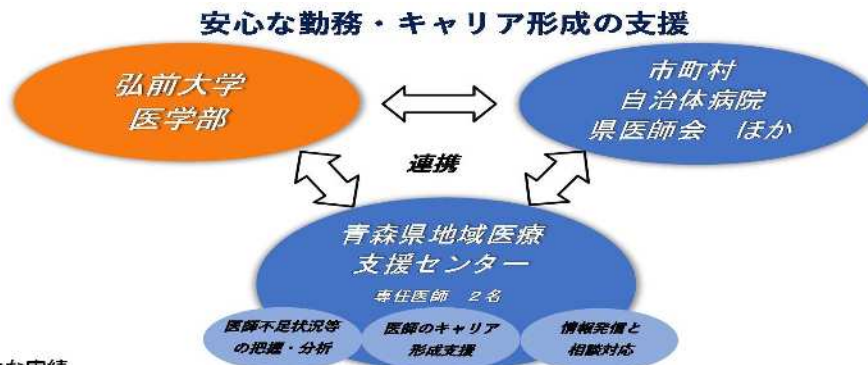 安心な勤務・キャリア形成の支援
弘前大学
医学部
市町村
自治体病院
県医師会　ほか
連携
青森県地域医療
支援センター
専任医師　2名
医師不足状況等
の把握・分析
医師のキャリア
形成支援
情報発信と
相談対応